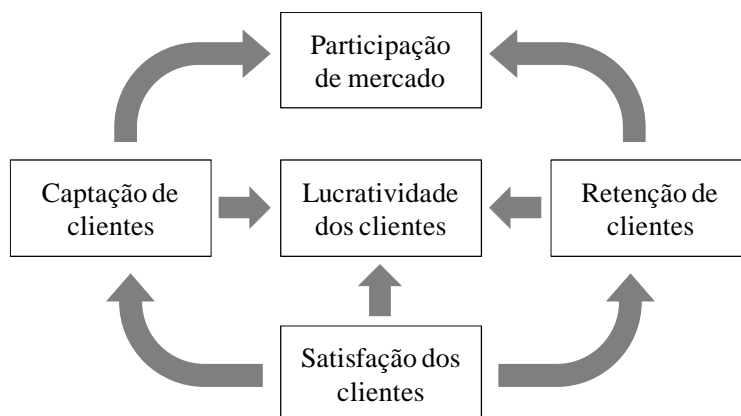 Participação
de mercado
Captação de
clientes
Lucratividade
dos clientes
Retenção de
clientes
Satisfação dos
clientes